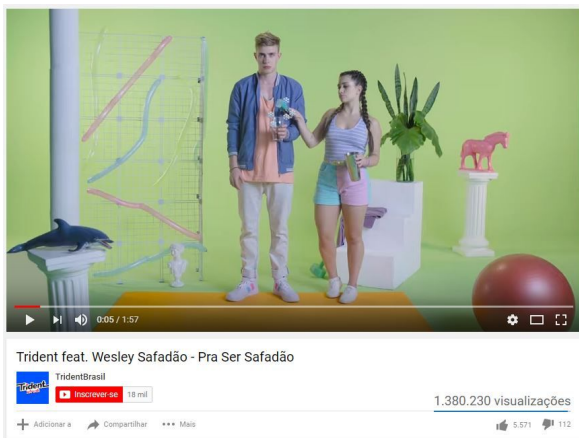 0:05 / 1:57
Trident feat. Wesley Safadão - Pra Ser Safadão
Trident
TridentBrasil
Inscrever-se 18 mil
1.380.230 visualizações
Adicionar a Compartilhar Mais
5.571 112